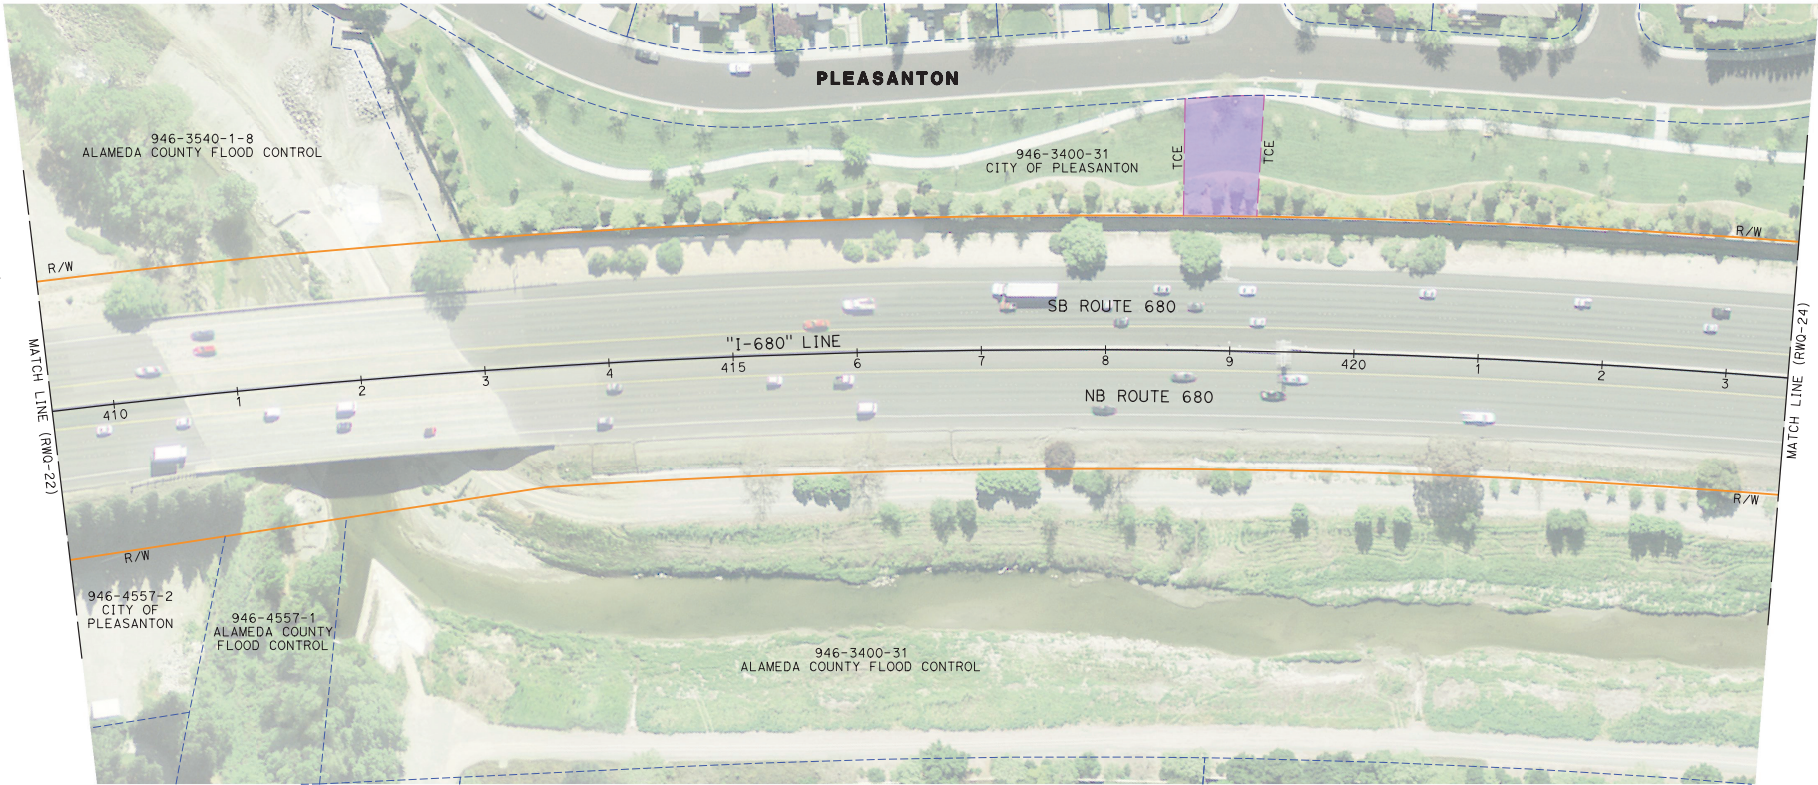 PLEASANTON
946-3540-1-8
ALAMEDA COUNTY FLOOD CONTROL
946-3400-31
CITY OF PLEASANTON
TCE
TCE
R/W
R/W
SB ROUTE 680
"I-680" LINE
NB ROUTE 680
410
1
2
3
4
415
6
7
8
9
420
1
2
3
MATCH LINE (RWQ-22)
MATCH LINE (RWQ-24)
R/W
R/W
946-4557-2
CITY OF
PLEASANTON
946-4557-1
ALAMEDA COUNTY
FLOOD CONTROL
946-3400-31
ALAMEDA COUNTY FLOOD CONTROL